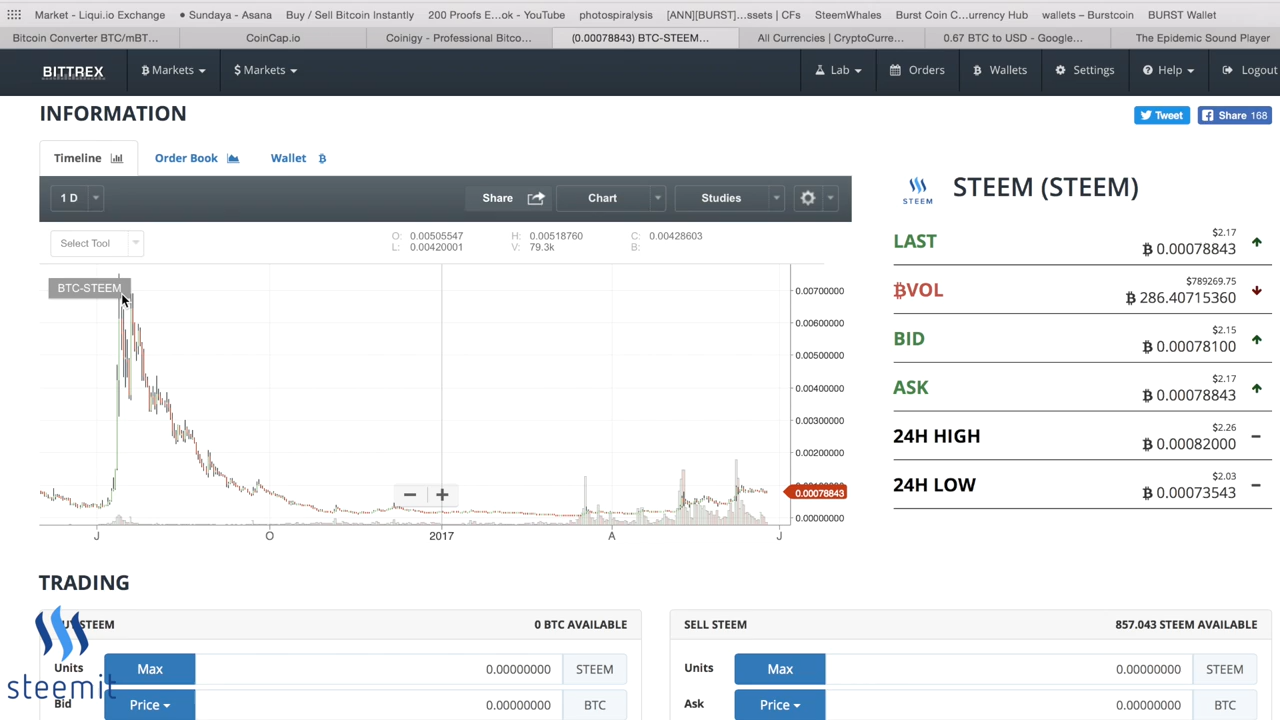 Market - Liqui.io Exchange • Sundaya - Asana Buy / Sell Bitcoin Instantly 200 Proofs E...ok - YouTube photospiralysis [ANN][BURST]...ssets | CFs SteemWhales Burst Coin C...urrency Hub wallets – Burstcoin BURST Wallet
Bitcoin Converter BTC/mBT... CoinCap.io Coinigy - Professional Bitco... (0.00078843) BTC-STEEM... All Currencies | CryptoCurre... 0.67 BTC to USD - Google... The Epidemic Sound Player
BITTREX ฿ Markets $ Markets Lab Orders ฿ Wallets Settings Help Logout
INFORMATION
Tweet Share 168
Timeline Order Book Wallet ฿
STEEM STEEM (STEEM)
1 D Share Chart Studies
Select Tool
O: 0.00505547 H: 0.00518760 C: 0.00428603
L: 0.00420001 V: 79.3k B:
BTC-STEEM
0.00700000
0.00600000
0.00500000
0.00400000
0.00300000
0.00200000
0.00078843
0.00000000
J O 2017 A J
$2.17
LAST ฿ 0.00078843
$789269.75
฿VOL ฿ 286.40715360
$2.15
BID ฿ 0.00078100
$2.17
ASK ฿ 0.00078843
$2.26
24H HIGH ฿ 0.00082000
$2.03
24H LOW ฿ 0.00073543
TRADING
STEEM 0 BTC AVAILABLE
Units Max 0.00000000 STEEM
Bid Price 0.00000000 BTC
SELL STEEM 857.043 STEEM AVAILABLE
Units Max 0.00000000 STEEM
Ask Price 0.00000000 BTC
steemit